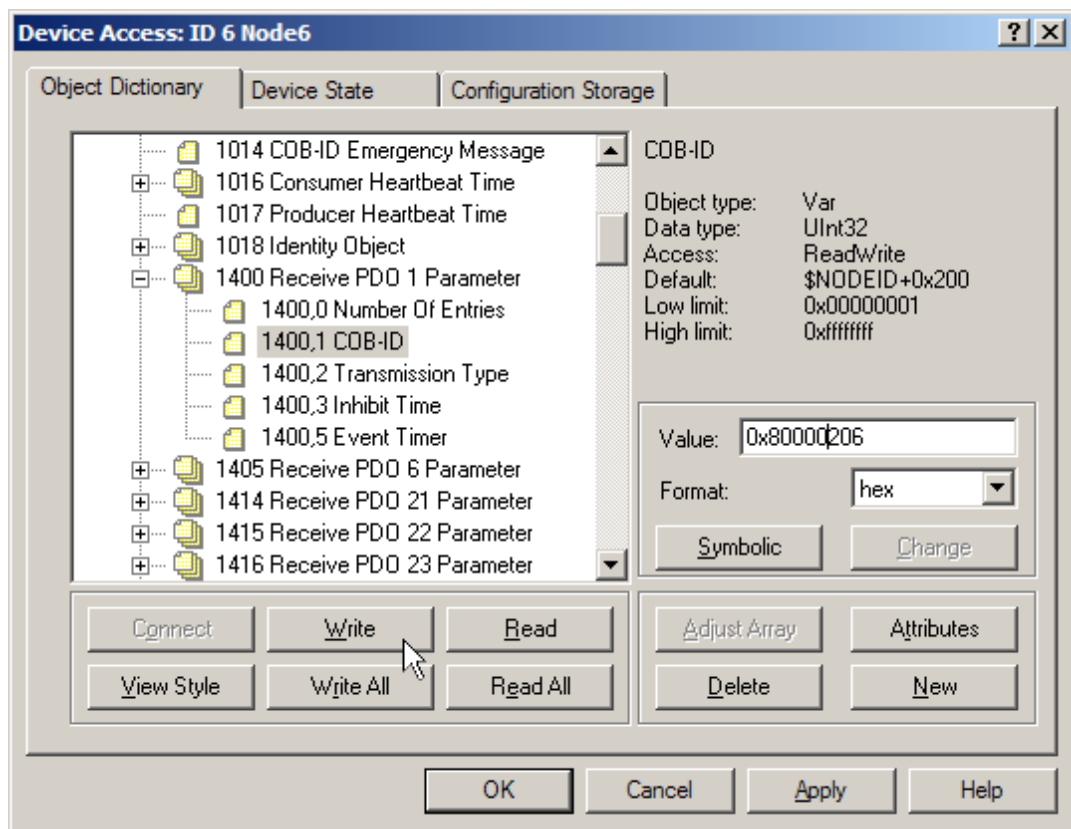 Device Access: ID 6 Node6
Object Dictionary
Device State
Configuration Storage
1014 COB-ID Emergency Message
1016 Consumer Heartbeat Time
1017 Producer Heartbeat Time
1018 Identity Object
1400 Receive PDO 1 Parameter
1400,0 Number Of Entries
1400,1 COB-ID
1400,2 Transmission Type
1400,3 Inhibit Time
1400,5 Event Timer
1405 Receive PDO 6 Parameter
1414 Receive PDO 21 Parameter
1415 Receive PDO 22 Parameter
1416 Receive PDO 23 Parameter
COB-ID
Object type: Var
Data type: UInt32
Access: ReadWrite
Default: $NODEID+0x200
Low limit: 0x00000001
High limit: 0xffffffff
Value: 0x80000206
Format: hex
Symbolic Change
Connect Write Read
View Style Write All Read All
Adjust Array Attributes
Delete New
OK Cancel Apply Help